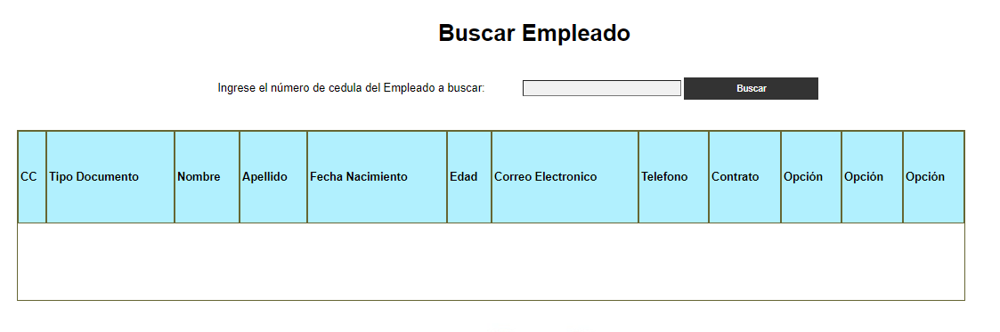 Buscar Empleado
Ingrese el número de cedula del Empleado a buscar: Buscar
CC Tipo Documento Nombre Apellido Fecha Nacimiento Edad Correo Electronico Telefono Contrato Opción Opción Opción